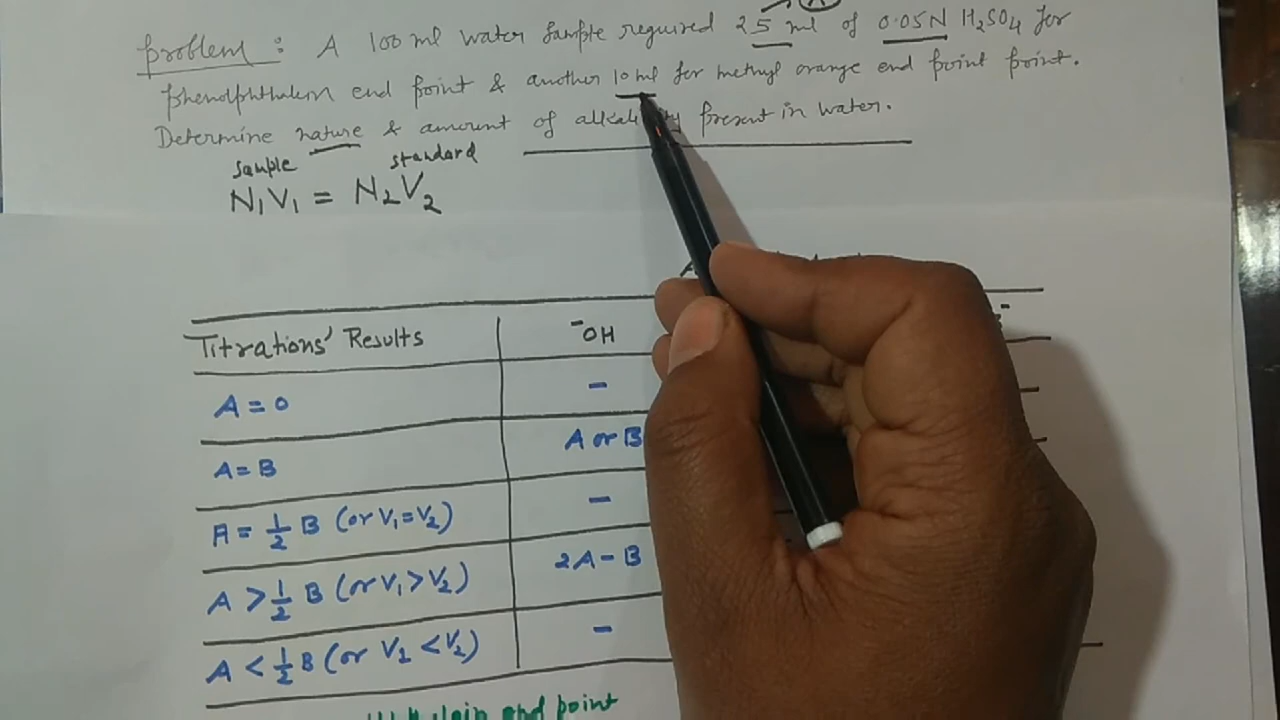 A
Problem : A 100 ml water sample required 25 ml of 0.05N H₂SO₄ for
phenolphthalein end point & another 10 ml for methyl orange end point point.
Determine nature & amount of alkalinity present in water.
sample standard
N₁V₁ = N₂V₂
Titrations' Results ⁻OH
A = 0 –
A = B A or B
A = 1/2 B (or V₁ = V₂) –
A > 1/2 B (or V₁ > V₂) 2A – B
A < 1/2 B (or V₁ < V₂) –
end point